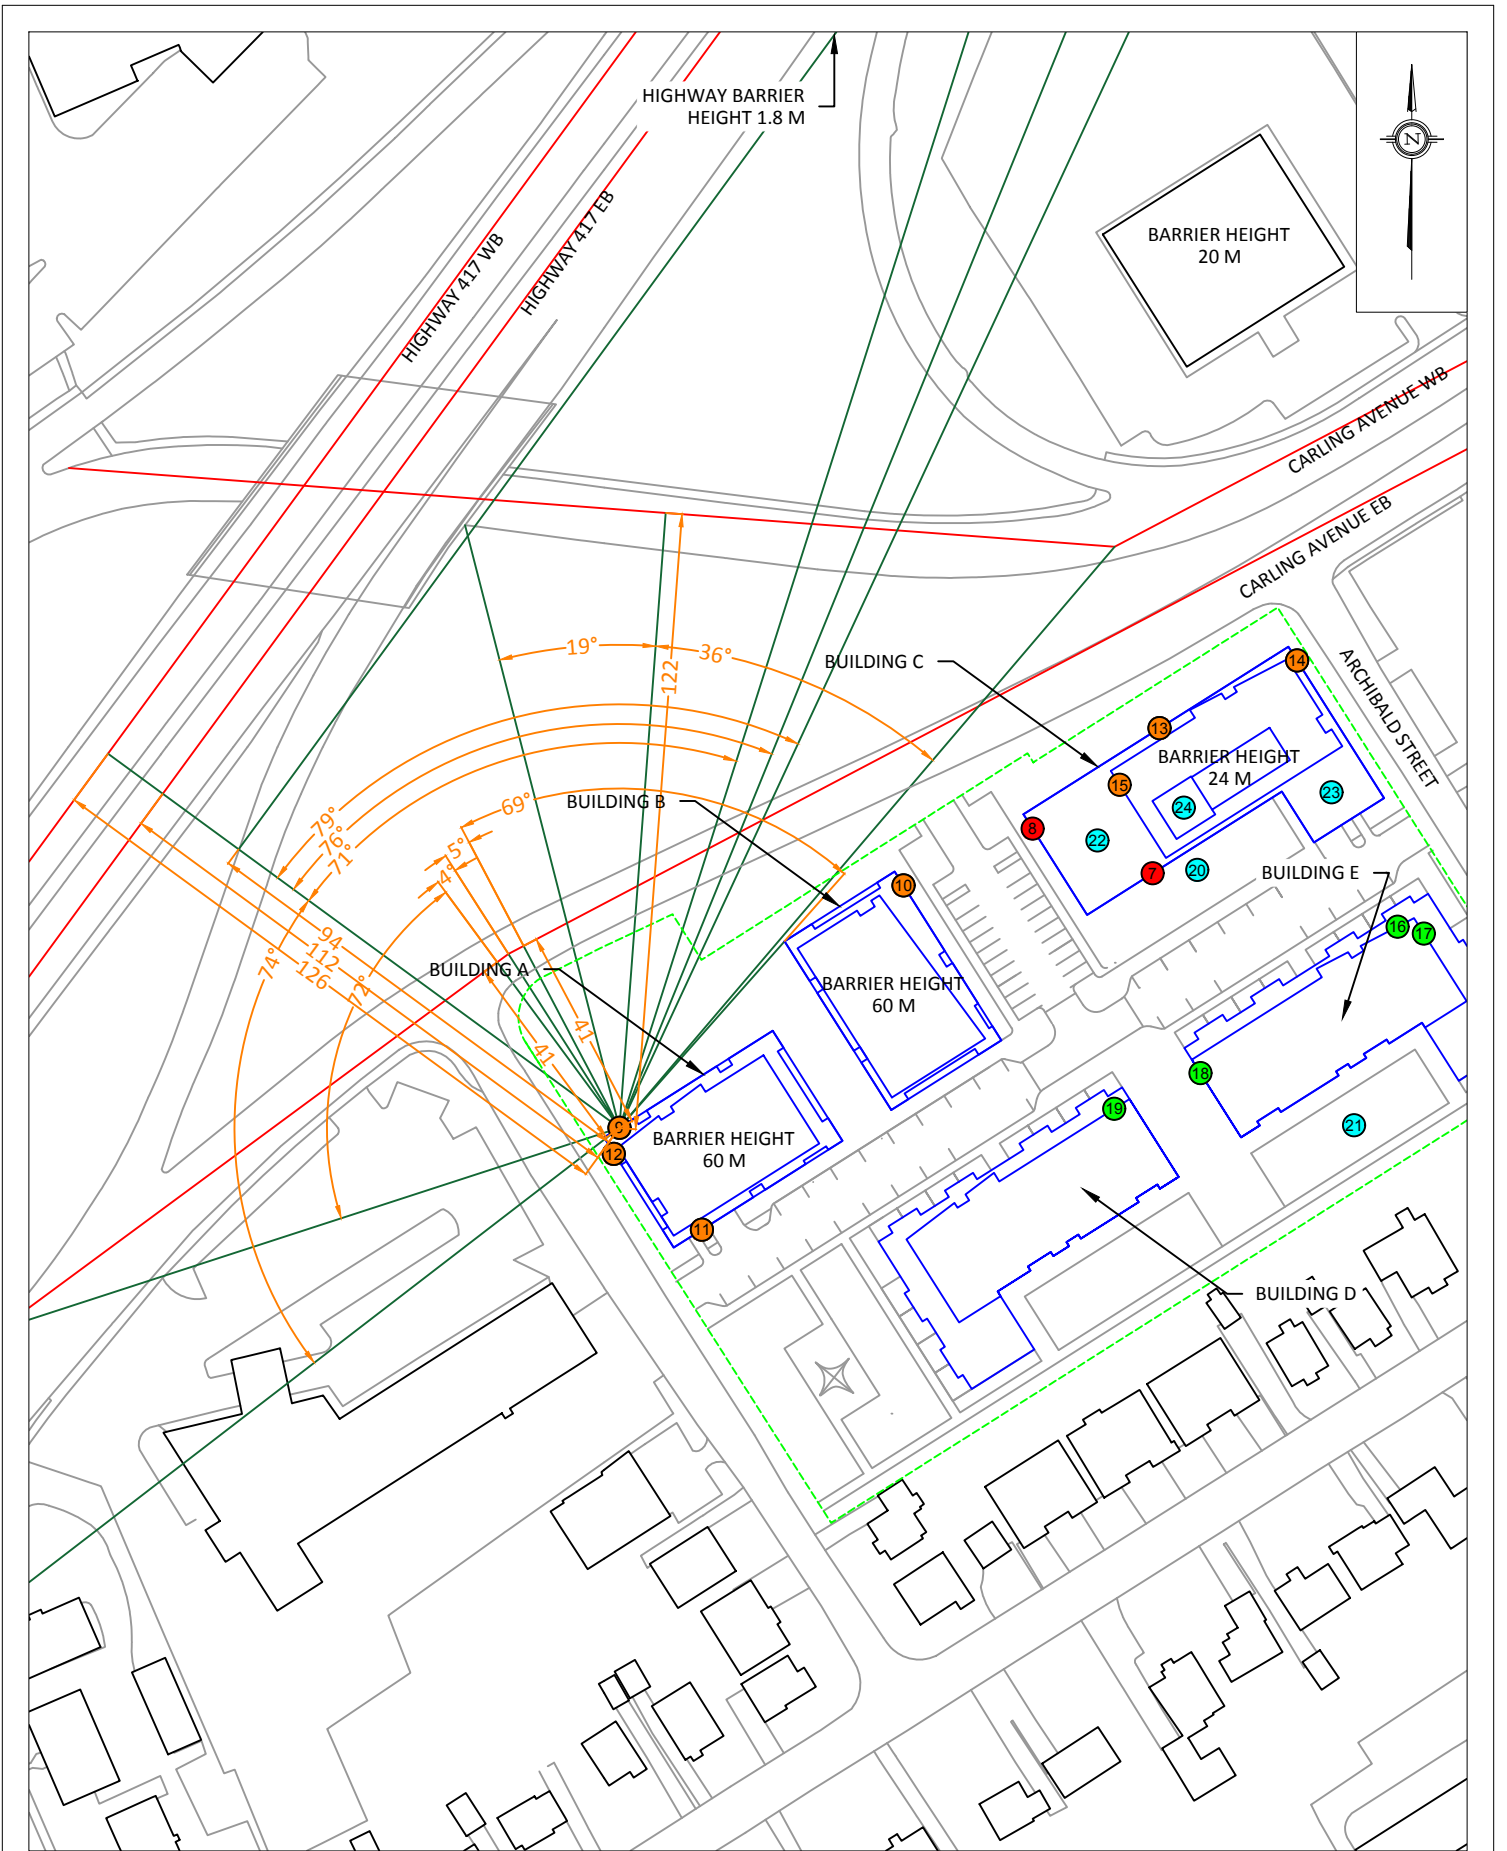 HIGHWAY BARRIER
HEIGHT 1.8 M
N
BARRIER HEIGHT
20 M
HIGHWAY 417 WB
HIGHWAY 417 EB
CARLING AVENUE WB
CARLING AVENUE EB
ARCHIBALD STREET
19°
36°
122
BUILDING C
14
13
BARRIER HEIGHT
24 M
15
24
23
8
22
7
20
BUILDING E
79°
76°
71°
69°
5°
4°
BUILDING B
10
16
17
94
112
126
74°
72°
BUILDING A
41
41
BARRIER HEIGHT
60 M
9
12
BARRIER HEIGHT
60 M
11
18
19
21
BUILDING D